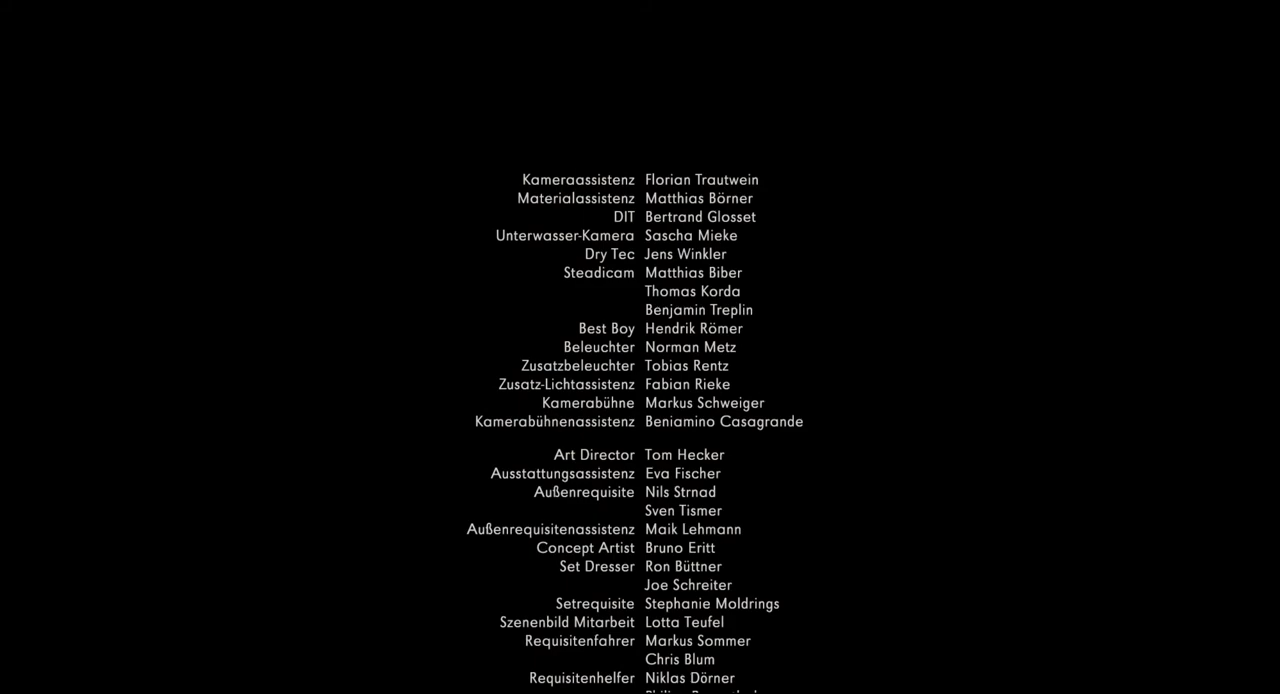 Kameraassistenz Florian Trautwein
Materialassistenz Matthias Börner
DIT Bertrand Glosset
Unterwasser-Kamera Sascha Mieke
Dry Tec Jens Winkler
Steadicam Matthias Biber
Thomas Korda
Benjamin Treplin
Best Boy Hendrik Römer
Beleuchter Norman Metz
Zusatzbeleuchter Tobias Rentz
Zusatz-Lichtassistenz Fabian Rieke
Kamerabühne Markus Schweiger
Kamerabühnenassistenz Beniamino Casagrande
Art Director Tom Hecker
Ausstattungsassistenz Eva Fischer
Außenrequisite Nils Strnad
Sven Tismer
Außenrequisitenassistenz Maik Lehmann
Concept Artist Bruno Eritt
Set Dresser Ron Büttner
Joe Schreiter
Setrequisite Stephanie Moldrings
Szenenbild Mitarbeit Lotta Teufel
Requisitenfahrer Markus Sommer
Chris Blum
Requisitenhelfer Niklas Dörner